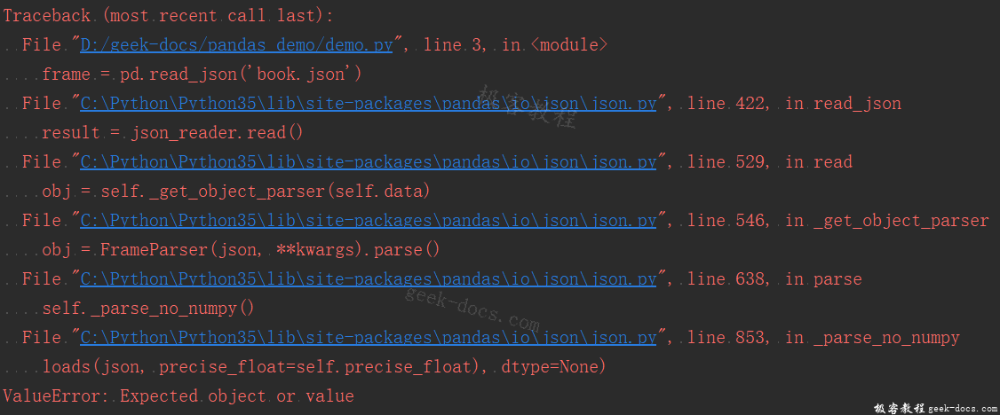 Traceback (most recent call last):
  File "D:/geek-docs/pandas_demo/demo.py", line 3, in <module>
    frame = pd.read_json('book.json')
  File "C:\Python\Python35\lib\site-packages\pandas\io\json\json.py", line 422, in read_json
    result = json_reader.read()
  File "C:\Python\Python35\lib\site-packages\pandas\io\json\json.py", line 529, in read
    obj = self._get_object_parser(self.data)
  File "C:\Python\Python35\lib\site-packages\pandas\io\json\json.py", line 546, in _get_object_parser
    obj = FrameParser(json, **kwargs).parse()
  File "C:\Python\Python35\lib\site-packages\pandas\io\json\json.py", line 638, in parse
    self._parse_no_numpy()
  File "C:\Python\Python35\lib\site-packages\pandas\io\json\json.py", line 853, in _parse_no_numpy
    loads(json, precise_float=self.precise_float), dtype=None)
ValueError: Expected object or value
极客教程
geek-docs.com
极客教程geek-docs.com